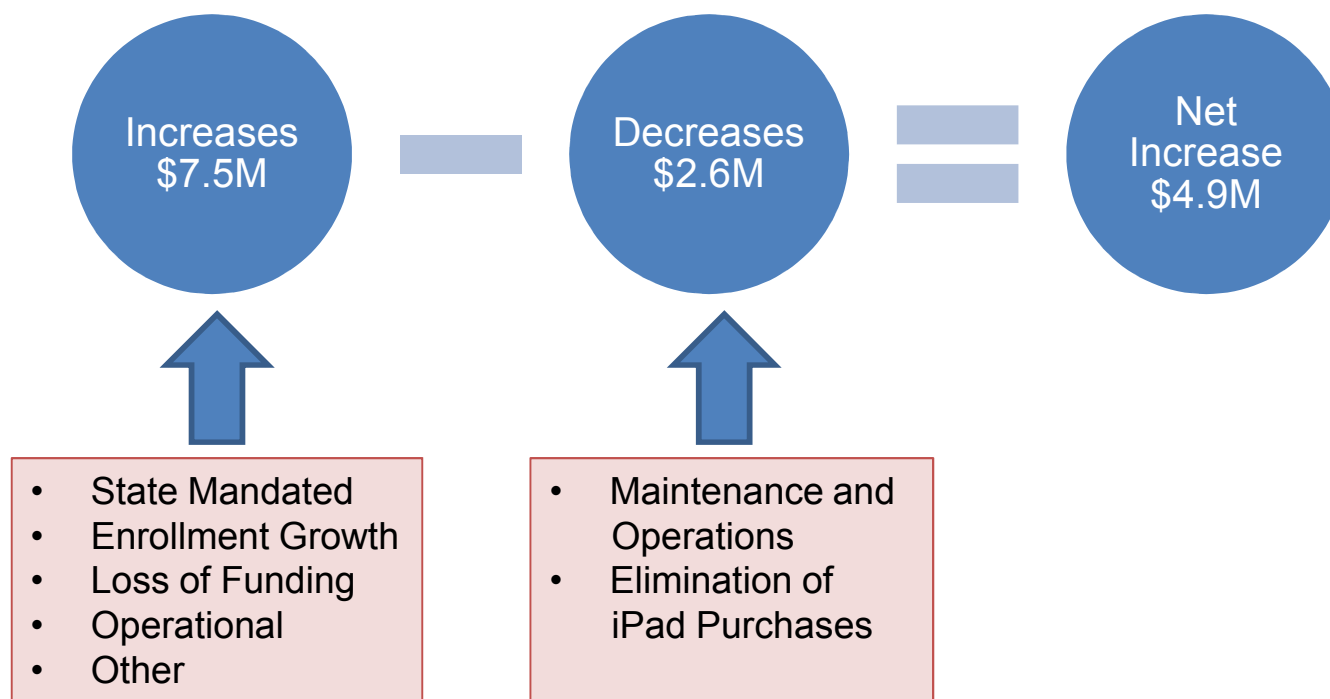 Increases
$7.5M
Decreases
$2.6M
Net
Increase
$4.9M
• State Mandated
• Enrollment Growth
• Loss of Funding
• Operational
• Other
• Maintenance and
Operations
• Elimination of
iPad Purchases